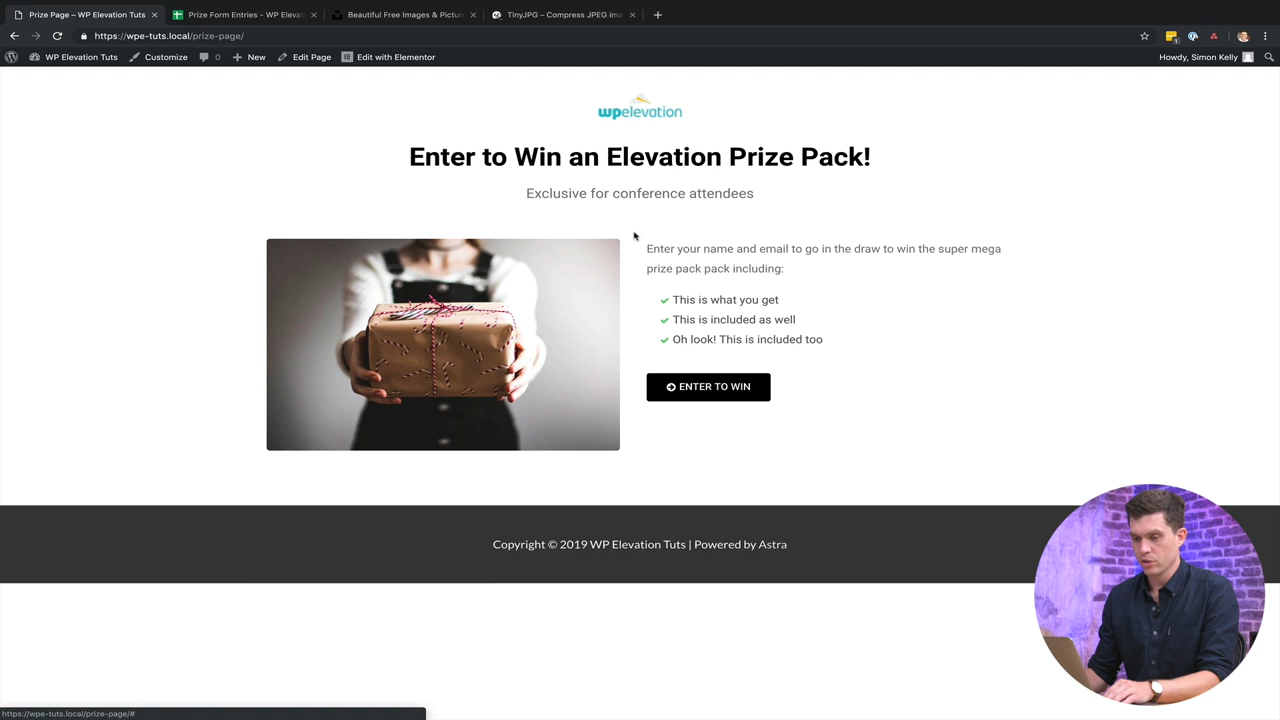 Prize Page – WP Elevation Tuts
Prize Form Entries - WP Elevat
Beautiful Free Images & Pictur
TinyJPG – Compress JPEG ima
https://wpe-tuts.local/prize-page/
WP Elevation Tuts
Customize
0
New
Edit Page
Edit with Elementor
Howdy, Simon Kelly
wpelevation
Enter to Win an Elevation Prize Pack!
Exclusive for conference attendees
Enter your name and email to go in the draw to win the super mega
prize pack pack including:
This is what you get
This is included as well
Oh look! This is included too
ENTER TO WIN
Copyright © 2019 WP Elevation Tuts | Powered by Astra
https://wpe-tuts.local/prize-page/#